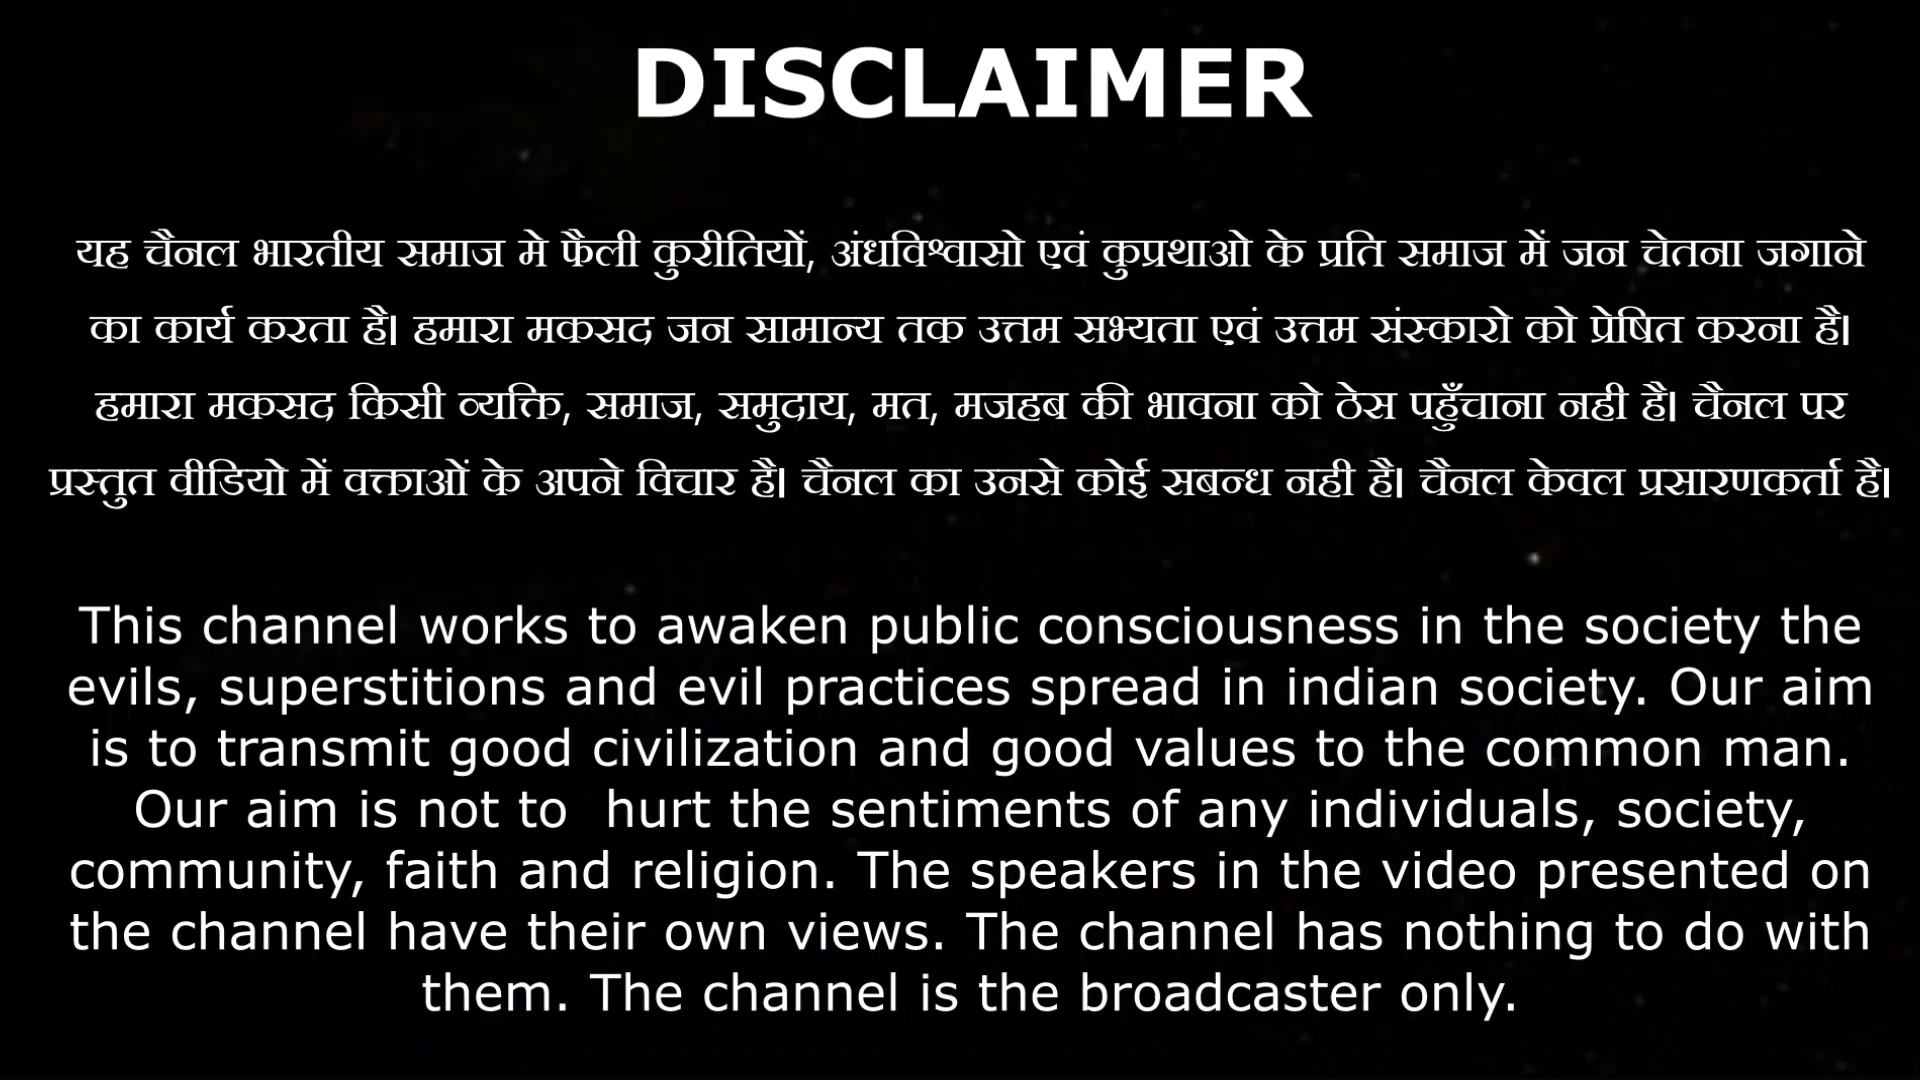 DISCLAIMER
यह चैनल भारतीय समाज मे फैली कुरीतियों, अंधविश्वासो एवं कुप्रथाओ के प्रति समाज में जन चेतना जगाने
का कार्य करता है। हमारा मकसद जन सामान्य तक उत्तम सभ्यता एवं उत्तम संस्कारो को प्रेषित करना है।
हमारा मकसद किसी व्यक्ति, समाज, समुदाय, मत, मजहब की भावना को ठेस पहुँचाना नही है। चैनल पर
प्रस्तुत वीडियो में वक्ताओं के अपने विचार है। चैनल का उनसे कोई सबन्ध नही है। चैनल केवल प्रसारणकर्ता है।
This channel works to awaken public consciousness in the society the
evils, superstitions and evil practices spread in indian society. Our aim
is to transmit good civilization and good values to the common man.
Our aim is not to  hurt the sentiments of any individuals, society,
community, faith and religion. The speakers in the video presented on
the channel have their own views. The channel has nothing to do with
them. The channel is the broadcaster only.